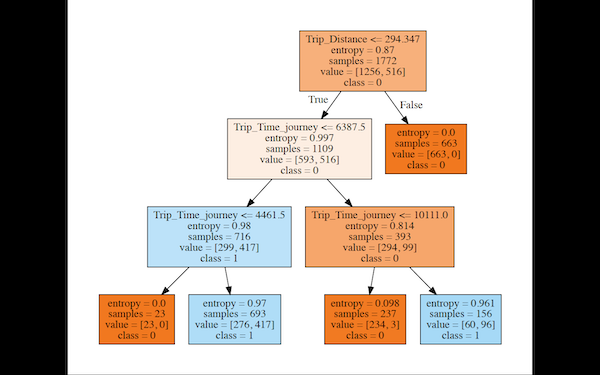 Trip_Distance <= 294.347
entropy = 0.87
samples = 1772
value = [1256, 516]
class = 0
True
False
Trip_Time_journey <= 6387.5
entropy = 0.997
samples = 1109
value = [593, 516]
class = 0
entropy = 0.0
samples = 663
value = [663, 0]
class = 0
Trip_Time_journey <= 4461.5
entropy = 0.98
samples = 716
value = [299, 417]
class = 1
Trip_Time_journey <= 10111.0
entropy = 0.814
samples = 393
value = [294, 99]
class = 0
entropy = 0.0
samples = 23
value = [23, 0]
class = 0
entropy = 0.97
samples = 693
value = [276, 417]
class = 1
entropy = 0.098
samples = 237
value = [234, 3]
class = 0
entropy = 0.961
samples = 156
value = [60, 96]
class = 1